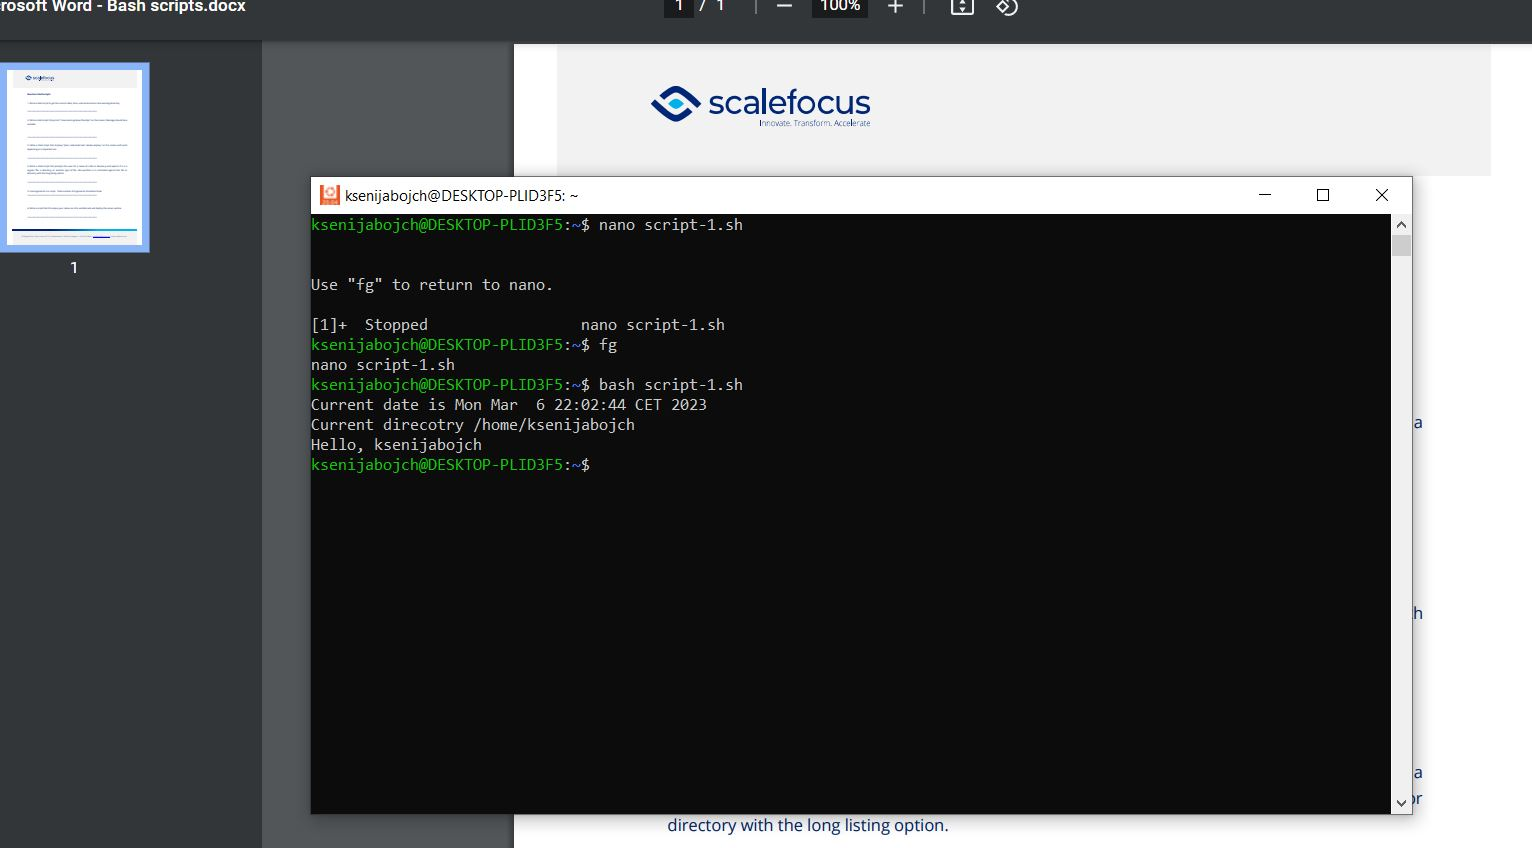 rosoft Word - Bash scripts.docx
1 / 1
100%
scalefocus
Innovate. Transform. Accelerate
scalefocus
1
ksenijabojch@DESKTOP-PLID3F5: ~
ksenijabojch@DESKTOP-PLID3F5:~$ nano script-1.sh
Use "fg" to return to nano.
[1]+  Stopped                 nano script-1.sh
ksenijabojch@DESKTOP-PLID3F5:~$ fg
nano script-1.sh
ksenijabojch@DESKTOP-PLID3F5:~$ bash script-1.sh
Current date is Mon Mar  6 22:02:44 CET 2023
Current direcotry /home/ksenijabojch
Hello, ksenijabojch
ksenijabojch@DESKTOP-PLID3F5:~$
a
h
a
or
directory with the long listing option.